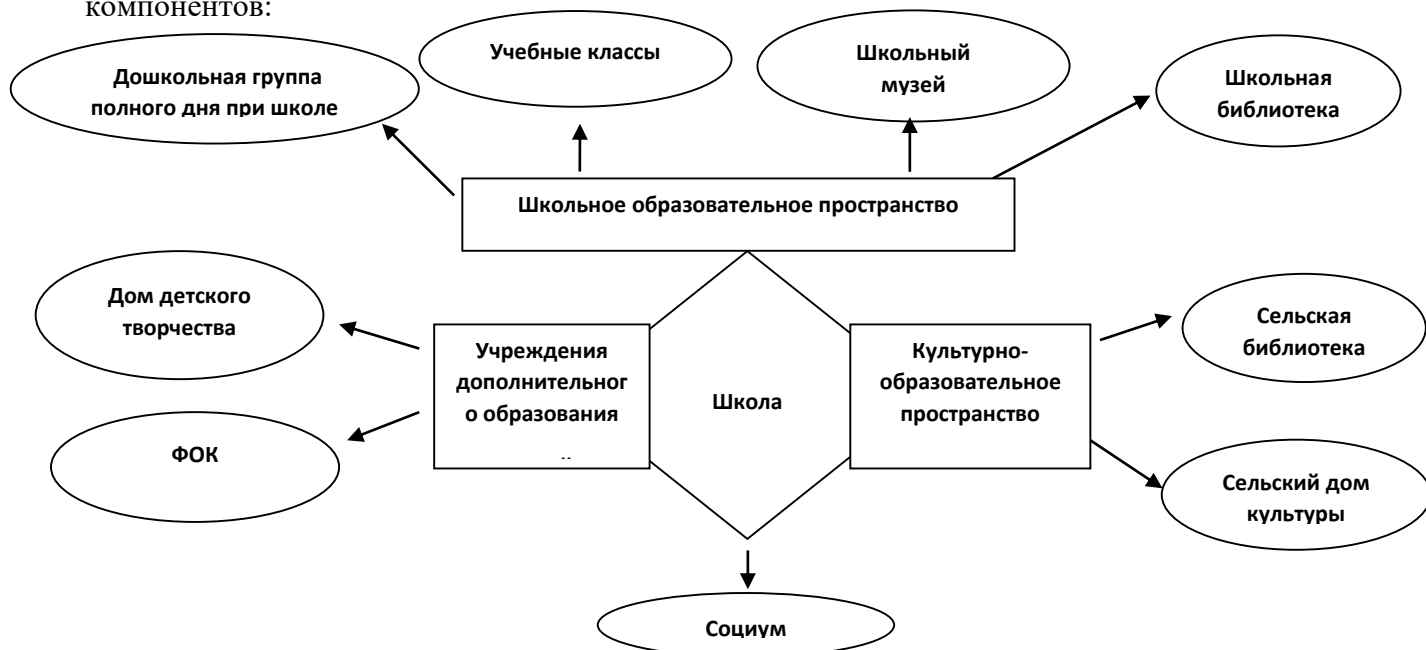 компонентов:
Учебные классы
Школьный
музей
Дошкольная группа
полного дня при школе
Школьная
библиотека
Школьное образовательное пространство
Дом детского
творчества
Учреждения
дополнительног
о образования
Школа
Культурно-
образовательное
пространство
Сельская
библиотека
ФОК
Сельский дом
культуры
Социум